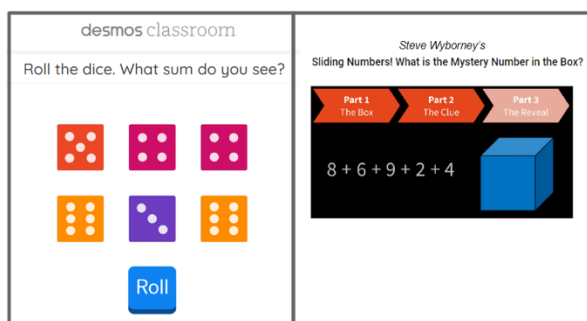 desmos classroom
Roll the dice. What sum do you see?
Roll
Steve Wyborney's
Sliding Numbers! What is the Mystery Number in the Box?
Part 1
The Box
Part 2
The Clue
Part 3
The Reveal
8 + 6 + 9 + 2 + 4